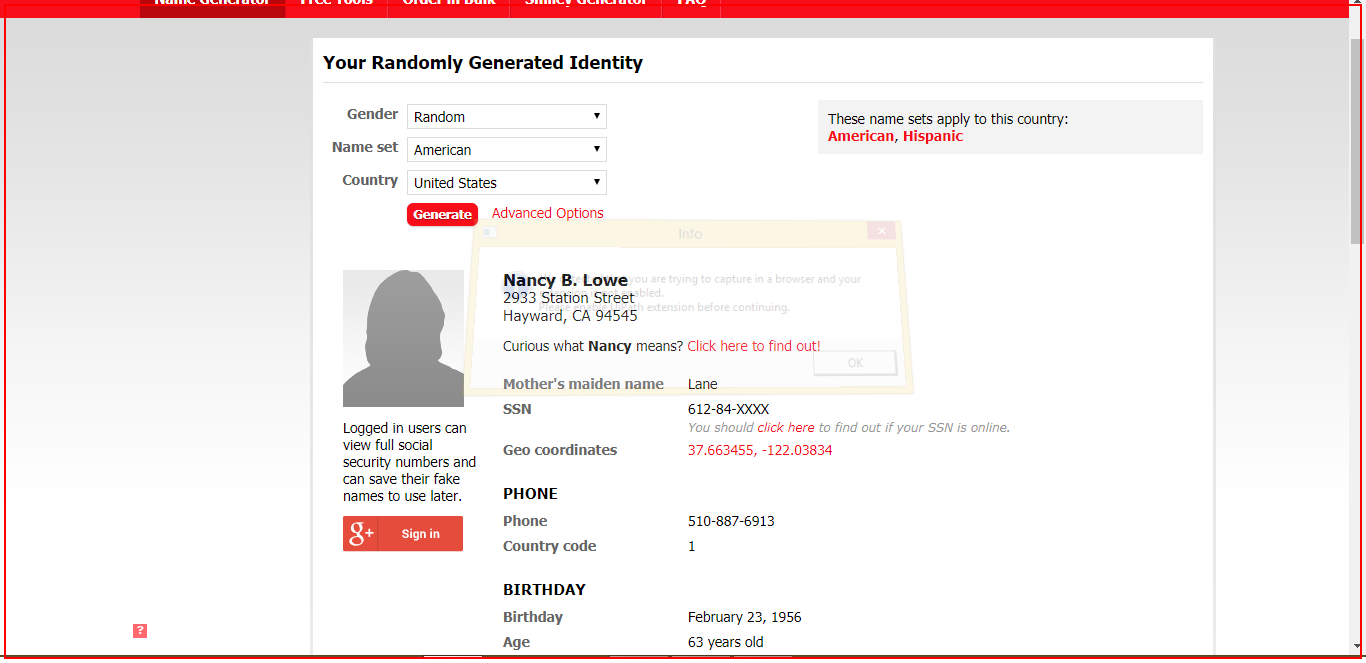 Name Generator Free Tools Order in Bulk Smiley Generator FAQ
Your Randomly Generated Identity
Gender Random
Name set American
Country United States
Generate Advanced Options
These name sets apply to this country:
American, Hispanic
Info
you are trying to capture in a browser and your
enabled.
extension before continuing.
OK
Nancy B. Lowe
2933 Station Street
Hayward, CA 94545
Curious what Nancy means? Click here to find out!
Mother's maiden name Lane
SSN 612-84-XXXX
You should click here to find out if your SSN is online.
Geo coordinates 37.663455, -122.03834
Logged in users can
view full social
security numbers and
can save their fake
names to use later.
g+ Sign in
PHONE
Phone 510-887-6913
Country code 1
BIRTHDAY
Birthday February 23, 1956
Age 63 years old
?